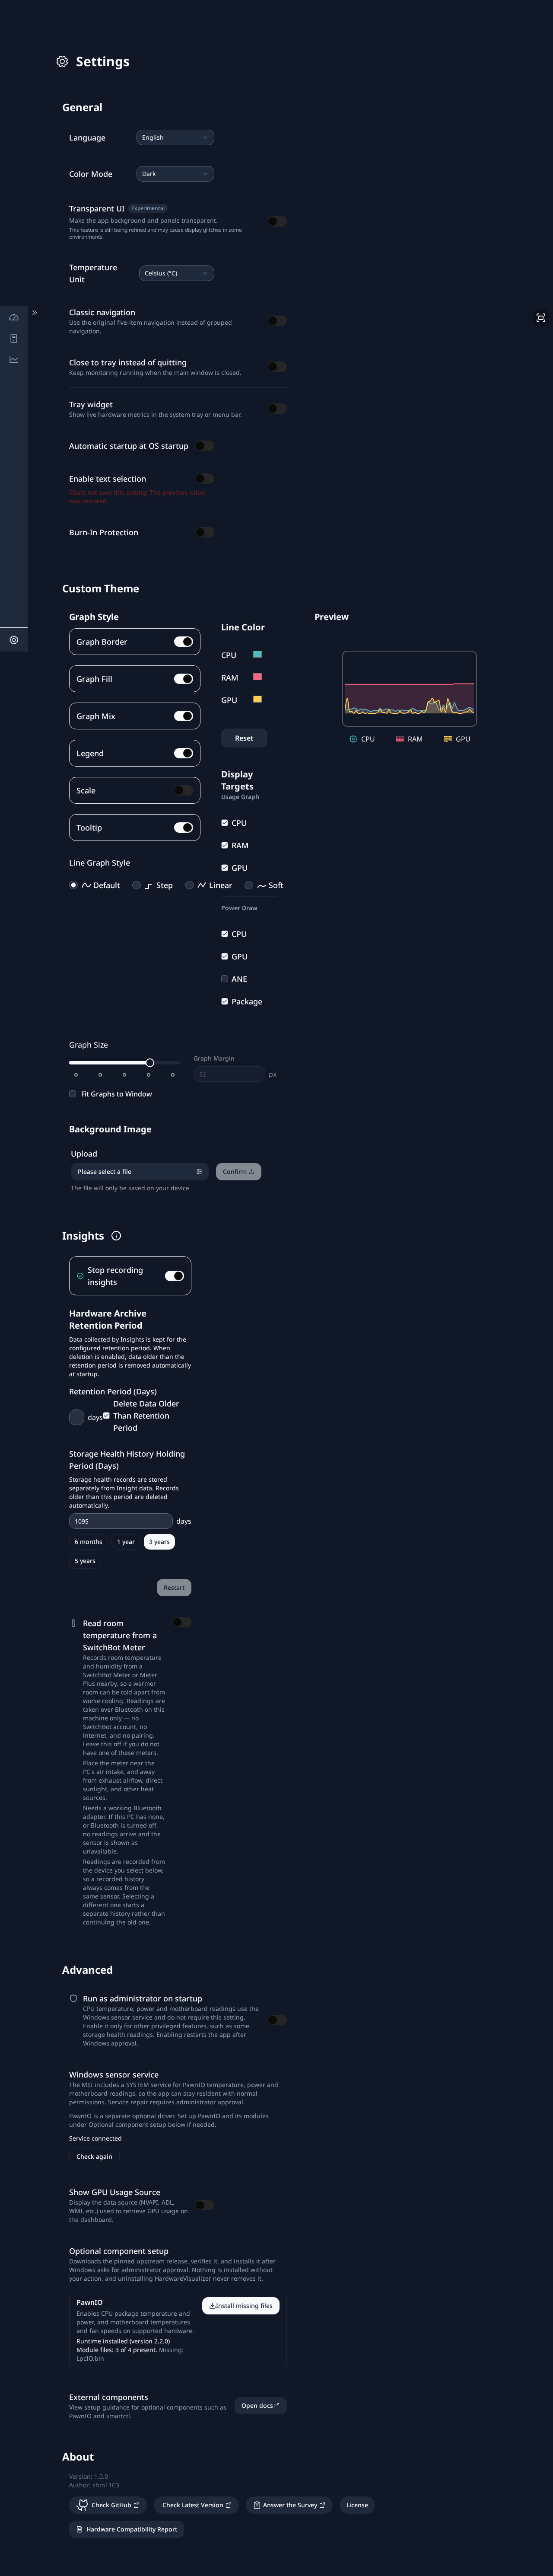 Settings
General
Language
English
Color Mode
Dark
Transparent UI
Experimental
Make the app background and panels transparent.
This feature is still being refined and may cause display glitches in some
environments.
Temperature
Unit
Celsius (°C)
Classic navigation
Use the original five-item navigation instead of grouped
navigation.
Close to tray instead of quitting
Keep monitoring running when the main window is closed.
Tray widget
Show live hardware metrics in the system tray or menu bar.
Automatic startup at OS startup
Enable text selection
Could not save this setting. The previous value
was restored.
Burn-In Protection
Custom Theme
Graph Style
Graph Border
Graph Fill
Graph Mix
Legend
Scale
Tooltip
Line Graph Style
Default
Step
Linear
Soft
Line Color
CPU
RAM
GPU
Reset
Display
Targets
Usage Graph
CPU
RAM
GPU
Power Draw
CPU
GPU
ANE
Package
Preview
CPU
RAM
GPU
Graph Size
Graph Margin
32
px
Fit Graphs to Window
Background Image
Upload
Please select a file
Confirm
The file will only be saved on your device
Insights
Stop recording
insights
Hardware Archive
Retention Period
Data collected by Insights is kept for the
configured retention period. When
deletion is enabled, data older than the
retention period is removed automatically
at startup.
Retention Period (Days)
days
Delete Data Older
Than Retention
Period
Storage Health History Holding
Period (Days)
Storage health records are stored
separately from Insight data. Records
older than this period are deleted
automatically.
1095
days
6 months
1 year
3 years
5 years
Restart
Read room
temperature from a
SwitchBot Meter
Records room temperature
and humidity from a
SwitchBot Meter or Meter
Plus nearby, so a warmer
room can be told apart from
worse cooling. Readings are
taken over Bluetooth on this
machine only — no
SwitchBot account, no
internet, and no pairing.
Leave this off if you do not
have one of these meters.
Place the meter near the
PC's air intake, and away
from exhaust airflow, direct
sunlight, and other heat
sources.
Needs a working Bluetooth
adapter. If this PC has none,
or Bluetooth is turned off,
no readings arrive and the
sensor is shown as
unavailable.
Readings are recorded from
the device you select below,
so a recorded history
always comes from the
same sensor. Selecting a
different one starts a
separate history rather than
continuing the old one.
Advanced
Run as administrator on startup
CPU temperature, power and motherboard readings use the
Windows sensor service and do not require this setting.
Enable it only for other privileged features, such as some
storage health readings. Enabling restarts the app after
Windows approval.
Windows sensor service
The MSI includes a SYSTEM service for PawnIO temperature, power and
motherboard readings, so the app can stay resident with normal
permissions. Service repair requires administrator approval.
PawnIO is a separate optional driver. Set up PawnIO and its modules
under Optional component setup below if needed.
Service connected
Check again
Show GPU Usage Source
Display the data source (NVAPI, ADL,
WMI, etc.) used to retrieve GPU usage on
the dashboard.
Optional component setup
Downloads the pinned upstream release, verifies it, and installs it after
Windows asks for administrator approval. Nothing is installed without
your action, and uninstalling HardwareVisualizer never removes it.
PawnIO
Enables CPU package temperature and
power, and motherboard temperatures
and fan speeds on supported hardware.
Runtime installed (version 2.2.0)
Module files: 3 of 4 present. Missing:
LpcIO.bin
Install missing files
External components
View setup guidance for optional components such as
PawnIO and smartctl.
Open docs
About
Version: 1.0.0
Author: shm11C3
Check GitHub
Check Latest Version
Answer the Survey
License
Hardware Compatibility Report